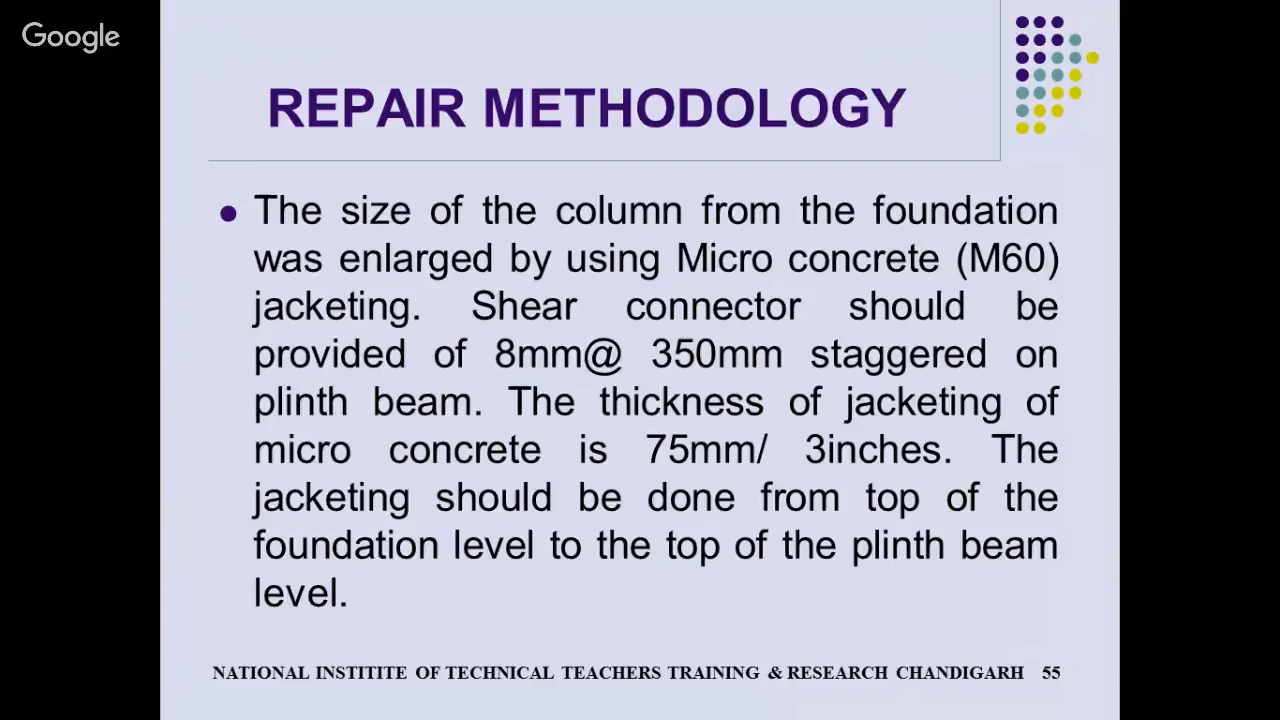 Google
REPAIR METHODOLOGY
● The size of the column from the foundation
was enlarged by using Micro concrete (M60)
jacketing. Shear connector should be
provided of 8mm@ 350mm staggered on
plinth beam. The thickness of jacketing of
micro concrete is 75mm/ 3inches. The
jacketing should be done from top of the
foundation level to the top of the plinth beam
level.
NATIONAL INSTITITE OF TECHNICAL TEACHERS TRAINING & RESEARCH CHANDIGARH 55